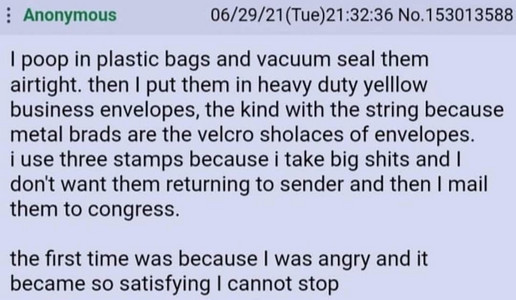 Anonymous 06/29/21(Tue)21:32:36 No.153013588
I poop in plastic bags and vacuum seal them
airtight. then I put them in heavy duty yelllow
business envelopes, the kind with the string because
metal brads are the velcro sholaces of envelopes.
i use three stamps because i take big shits and I
don't want them returning to sender and then I mail
them to congress.
the first time was because I was angry and it
became so satisfying I cannot stop